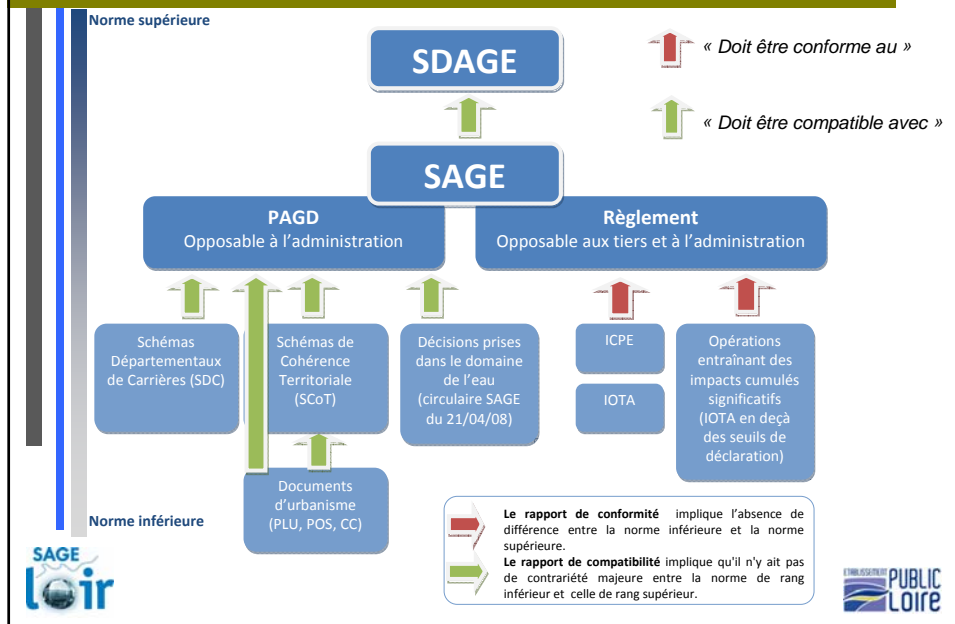 Norme supérieure
SDAGE
« Doit être conforme au »
« Doit être compatible avec »
SAGE
PAGD
Opposable à l'administration
Règlement
Opposable aux tiers et à l'administration
Schémas
Départementaux
de Carrières (SDC)
Schémas de
Cohérence
Territoriale
(SCoT)
Décisions prises
dans le domaine
de l'eau
(circulaire SAGE
du 21/04/08)
ICPE
IOTA
Opérations
entraînant des
impacts cumulés
significatifs
(IOTA en deçà
des seuils de
déclaration)
Documents
d'urbanisme
(PLU, POS, CC)
Norme inférieure
Le rapport de conformité implique l'absence de
différence entre la norme inférieure et la norme
supérieure.
Le rapport de compatibilité implique qu'il n'y ait pas
de contrariété majeure entre la norme de rang
inférieur et celle de rang supérieur.
SAGE
loir
ETABLISSEMENT PUBLIC
LOIRE